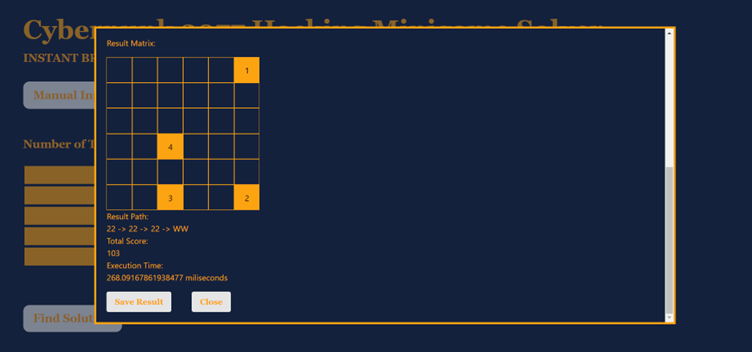 Result Matrix:
INSTANT BR
1
Manual In
4
Number of T
3 2
Result Path:
22 -> 22 -> 22 -> WW
Total Score:
103
Execution Time:
268.09167861938477 miliseconds
Save Result Close
Find Solut